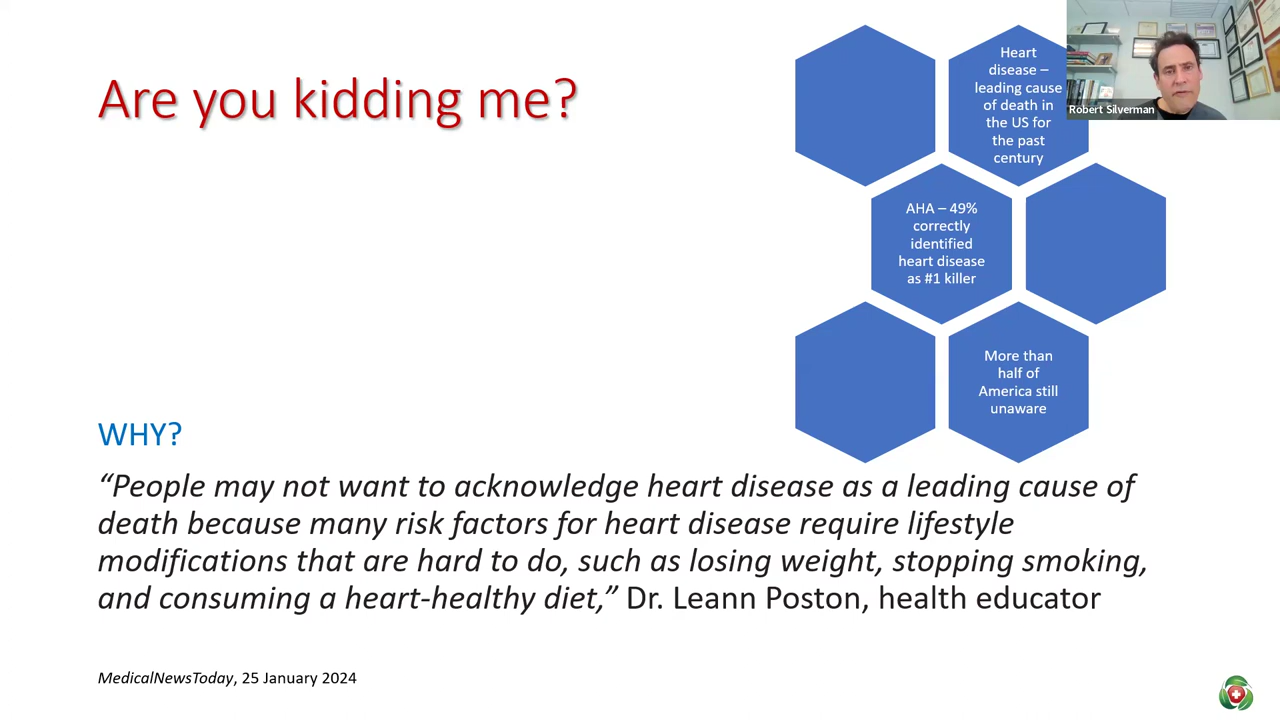 Are you kidding me?
Heart
disease –
leading cause
of death in
the US for
the past
century
Robert Silverman
AHA – 49%
correctly
identified
heart disease
as #1 killer
More than
half of
America still
unaware
WHY?
“People may not want to acknowledge heart disease as a leading cause of
death because many risk factors for heart disease require lifestyle
modifications that are hard to do, such as losing weight, stopping smoking,
and consuming a heart-healthy diet,” Dr. Leann Poston, health educator
MedicalNewsToday, 25 January 2024